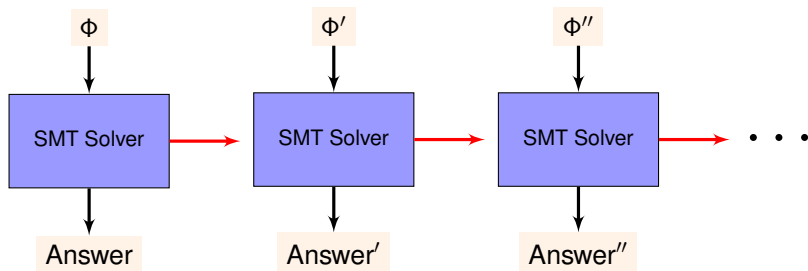 Φ Φ′ Φ′′
SMT Solver SMT Solver SMT Solver
Answer Answer′ Answer′′